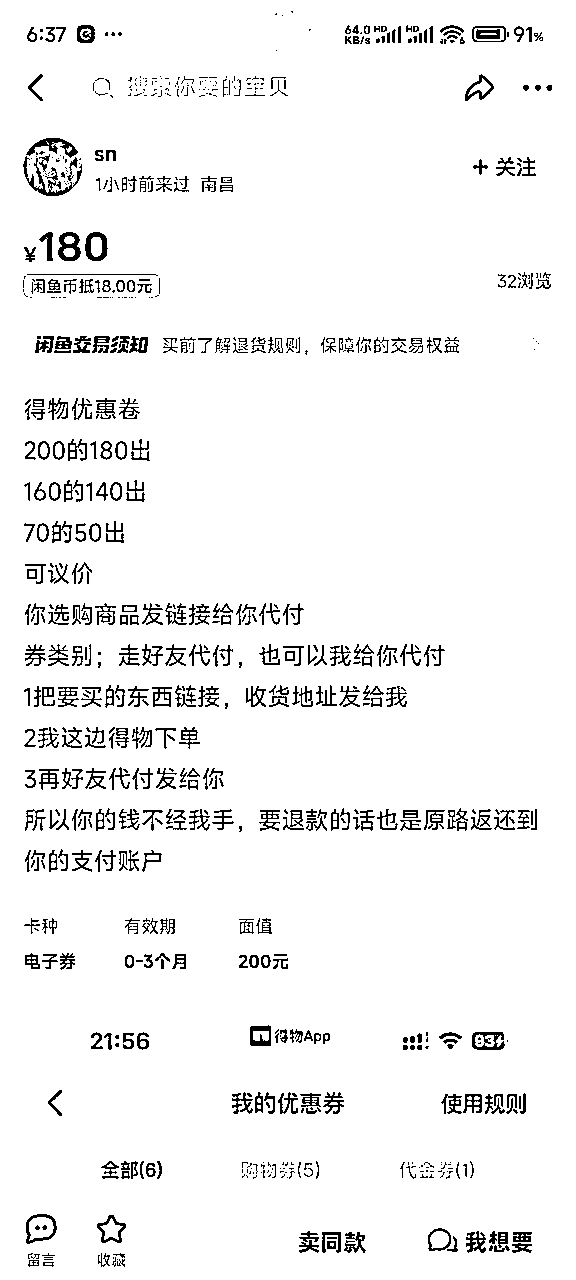 6:37 ··· 64.0 KB/s HD HD 91%
搜索你要的宝贝
sn
1小时前来过 南昌
+ 关注
¥180
闲鱼币抵18.00元
32浏览
闲鱼交易须知 买前了解退货规则，保障你的交易权益
得物优惠卷
200的180出
160的140出
70的50出
可议价
你选购商品发链接给你代付
券类别；走好友代付，也可以我给你代付
1把要买的东西链接，收货地址发给我
2我这边得物下单
3再好友代付发给你
所以你的钱不经我手，要退款的话也是原路返还到
你的支付账户
卡种 有效期 面值
电子券 0-3个月 200元
21:56 得物App 93
我的优惠券 使用规则
全部(6) 购物券(5) 代金券(1)
留言 收藏 卖同款 我想要